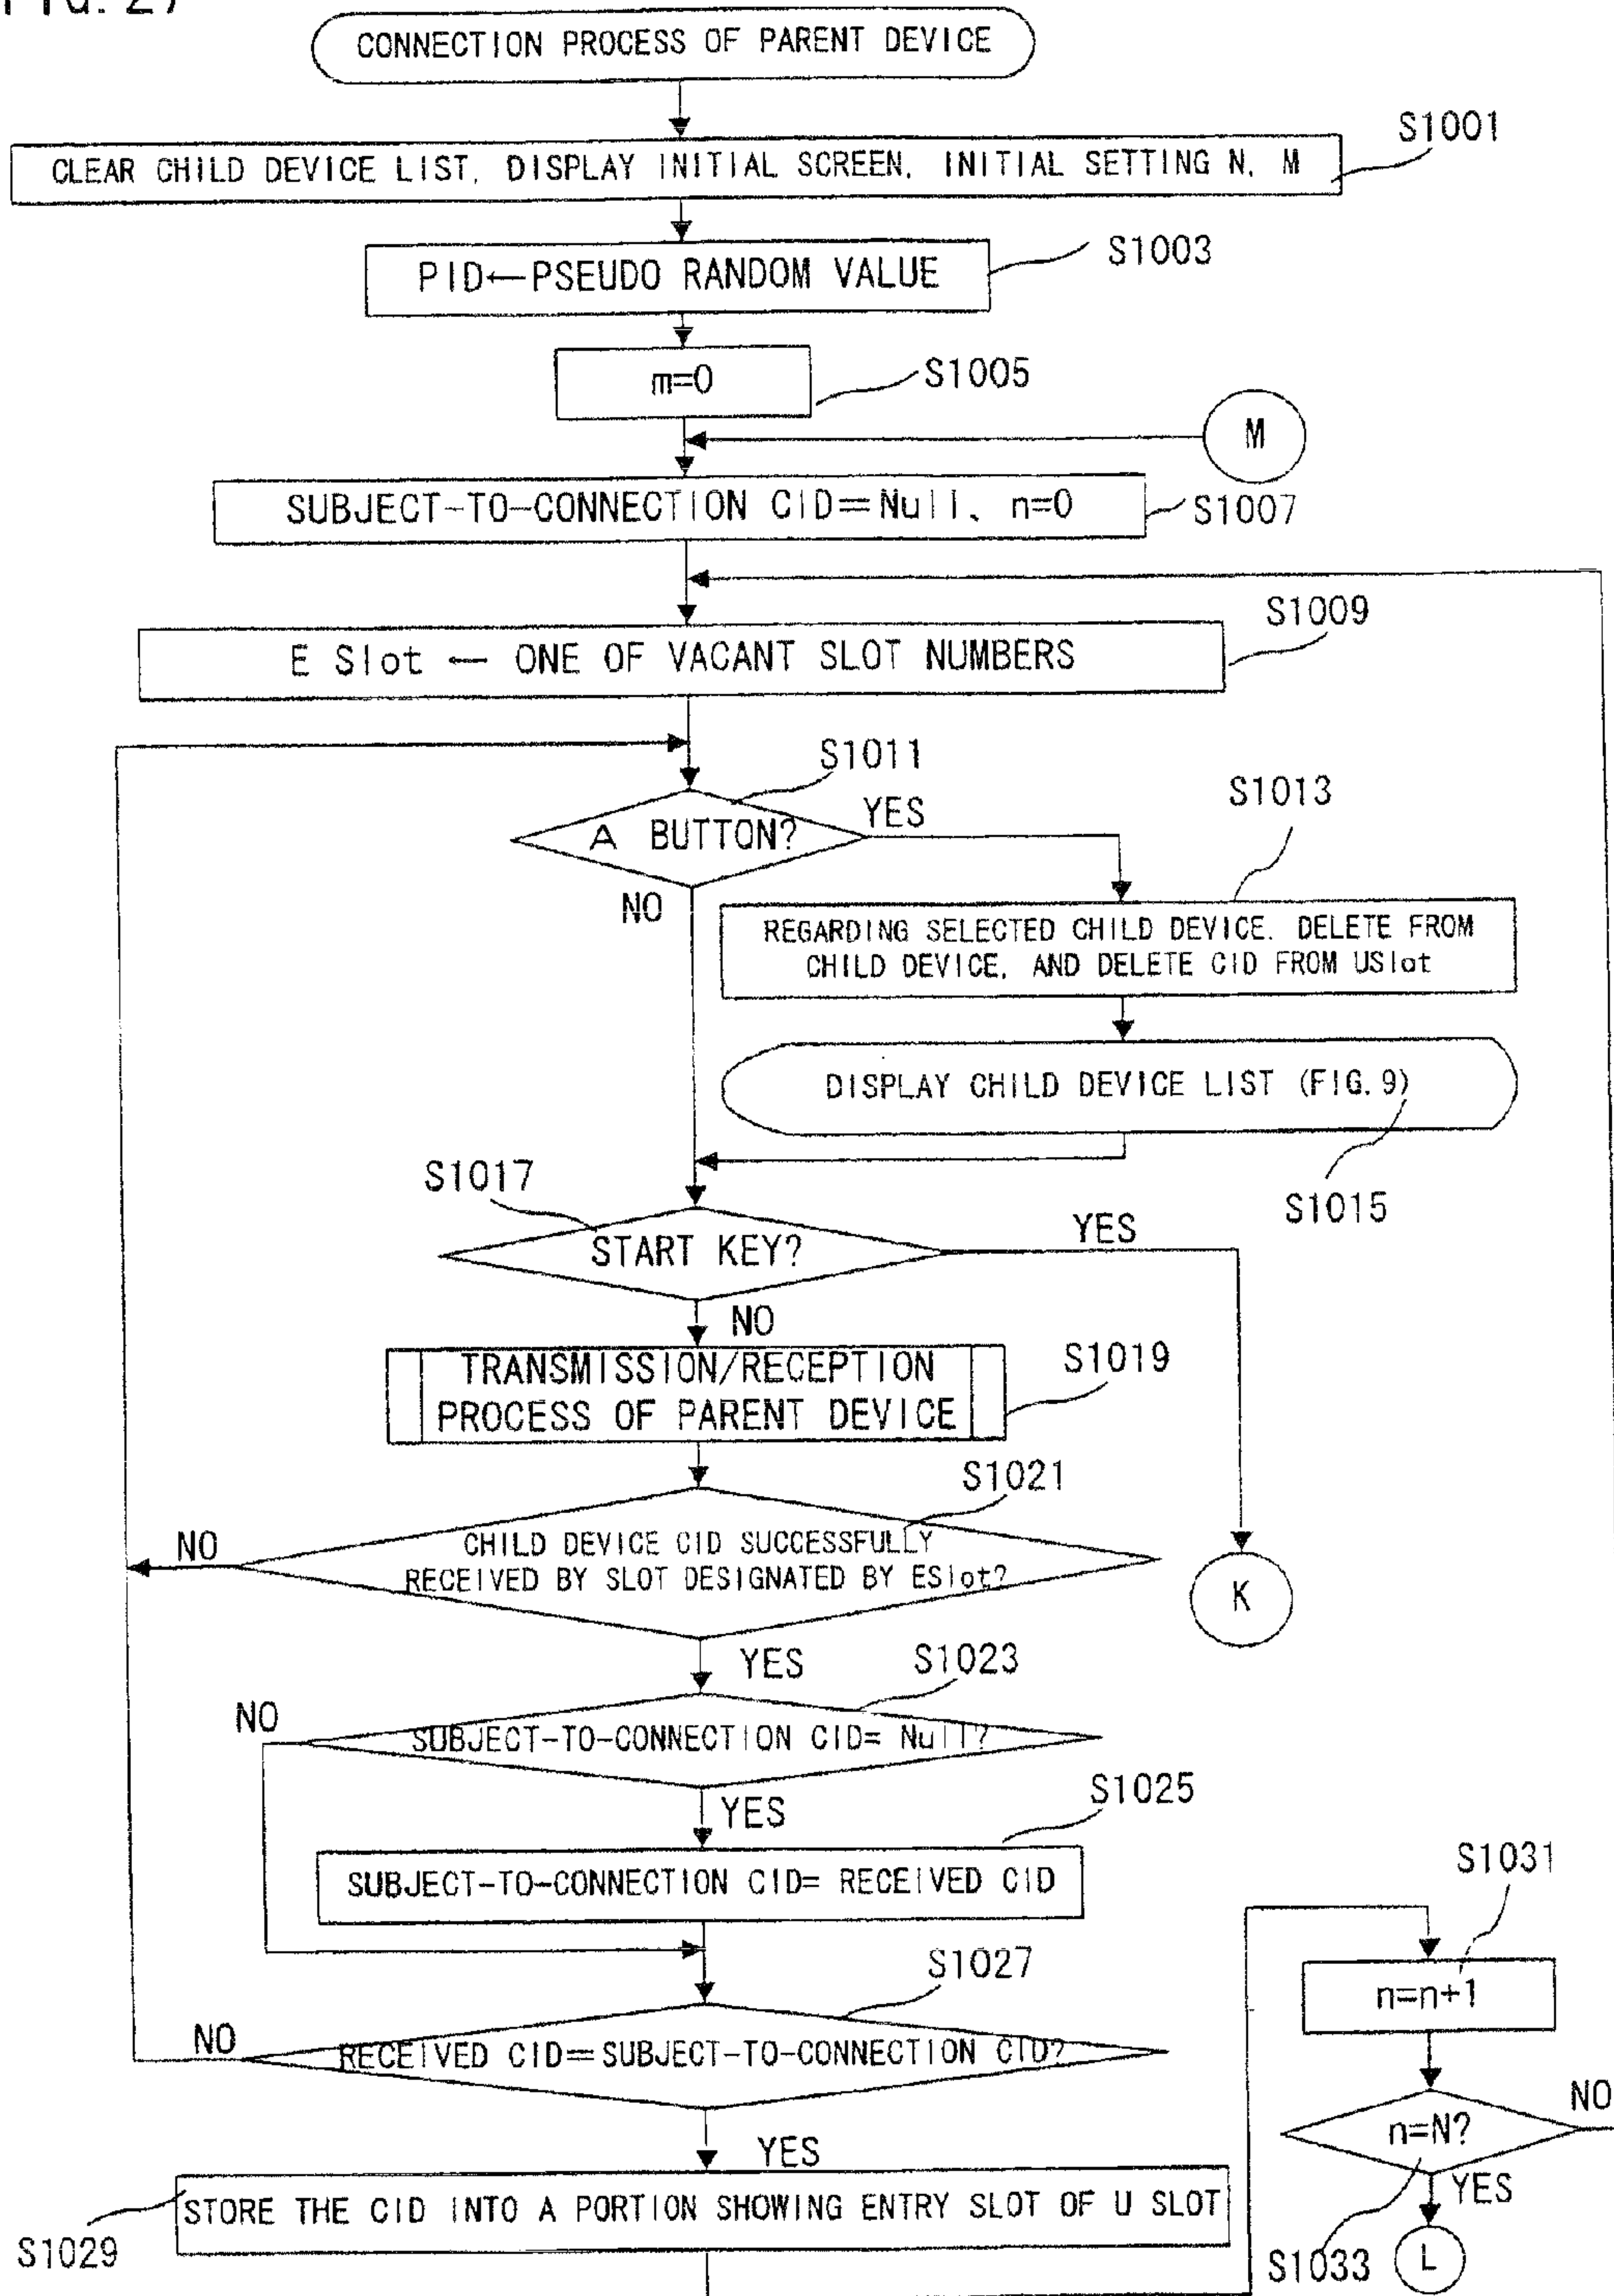 FIG. 27
CONNECTION PROCESS OF PARENT DEVICE
S1001
CLEAR CHILD DEVICE LIST, DISPLAY INITIAL SCREEN, INITIAL SETTING N, M
S1003
PID←PSEUDO RANDOM VALUE
m=0
S1005
M
SUBJECT-TO-CONNECTION CID=Null, n=0
S1007
S1009
E Slot ← ONE OF VACANT SLOT NUMBERS
S1011
A BUTTON?
YES
NO
S1013
REGARDING SELECTED CHILD DEVICE, DELETE FROM
CHILD DEVICE, AND DELETE CID FROM USlot
DISPLAY CHILD DEVICE LIST (FIG. 9)
S1015
S1017
START KEY?
YES
NO
TRANSMISSION/RECEPTION
PROCESS OF PARENT DEVICE
S1019
S1021
CHILD DEVICE CID SUCCESSFULLY
RECEIVED BY SLOT DESIGNATED BY ESlot?
NO
K
YES
S1023
NO
SUBJECT-TO-CONNECTION CID= Null?
YES
S1025
SUBJECT-TO-CONNECTION CID= RECEIVED CID
S1027
NO
RECEIVED CID=SUBJECT-TO-CONNECTION CID?
YES
STORE THE CID INTO A PORTION SHOWING ENTRY SLOT OF U SLOT
S1029
S1031
n=n+1
n=N?
NO
YES
S1033
L